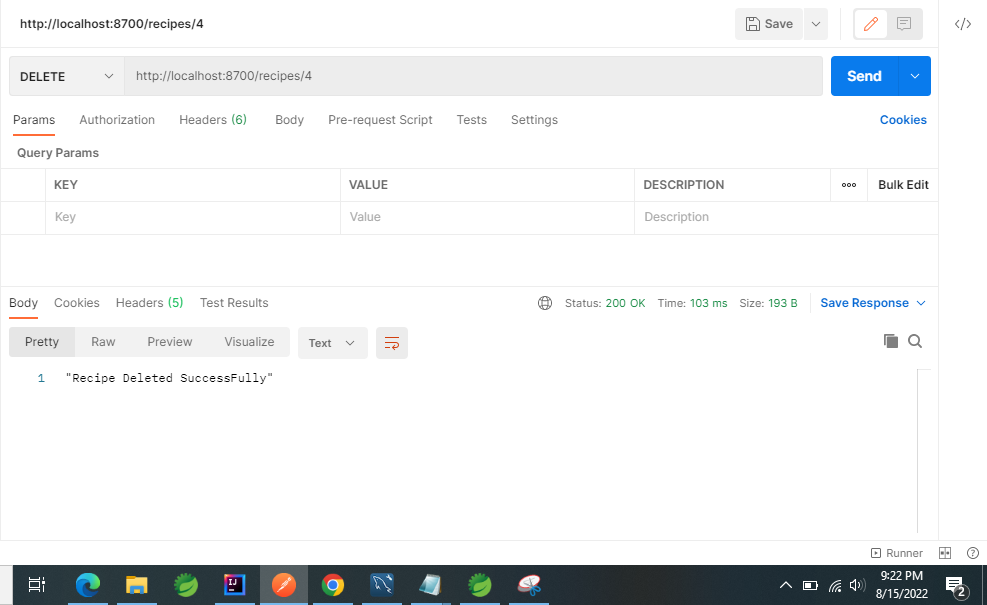 http://localhost:8700/recipes/4
Save
DELETE
http://localhost:8700/recipes/4
Send
Params Authorization Headers (6) Body Pre-request Script Tests Settings Cookies
Query Params
KEY VALUE DESCRIPTION Bulk Edit
Key Value Description
Body Cookies Headers (5) Test Results Status: 200 OK Time: 103 ms Size: 193 B Save Response
Pretty Raw Preview Visualize Text
1 "Recipe Deleted SuccessFully"
Runner
IJ
9:22 PM
8/15/2022
2